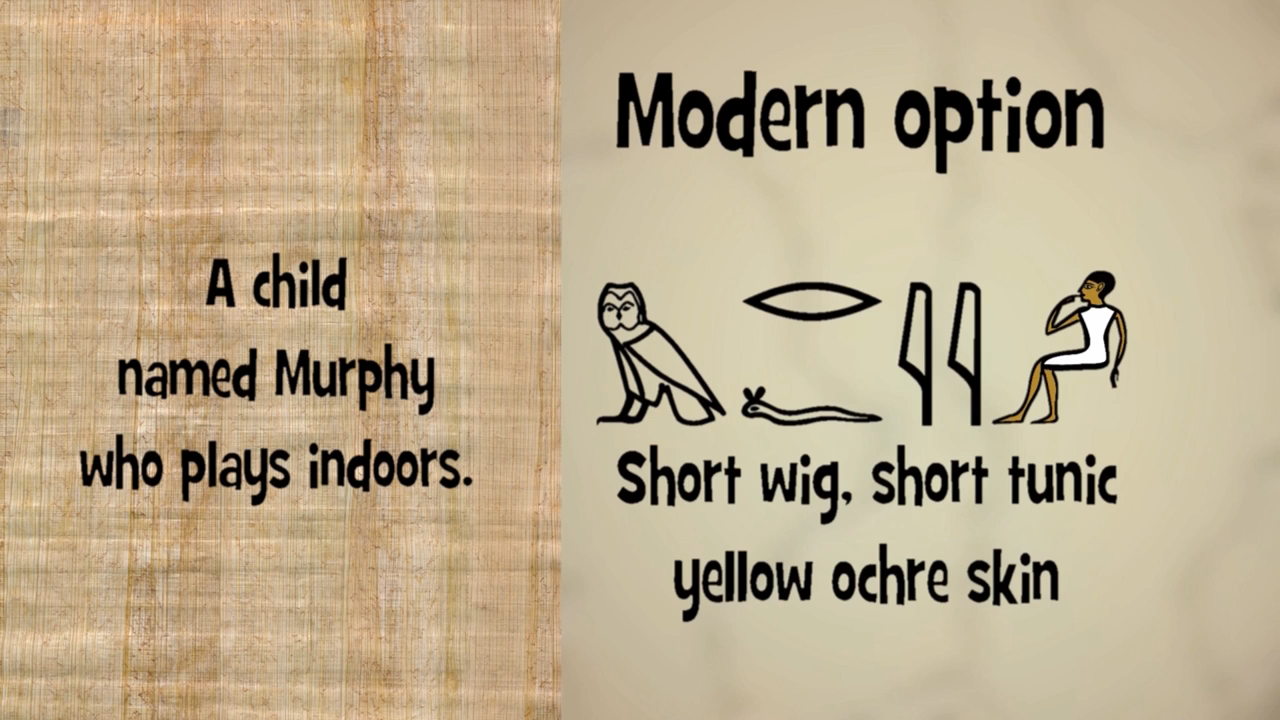 A child
named Murphy
who plays indoors.
Modern option
𓅓𓂋𓆑𓇌𓀔
Short wig, short tunic
yellow ochre skin